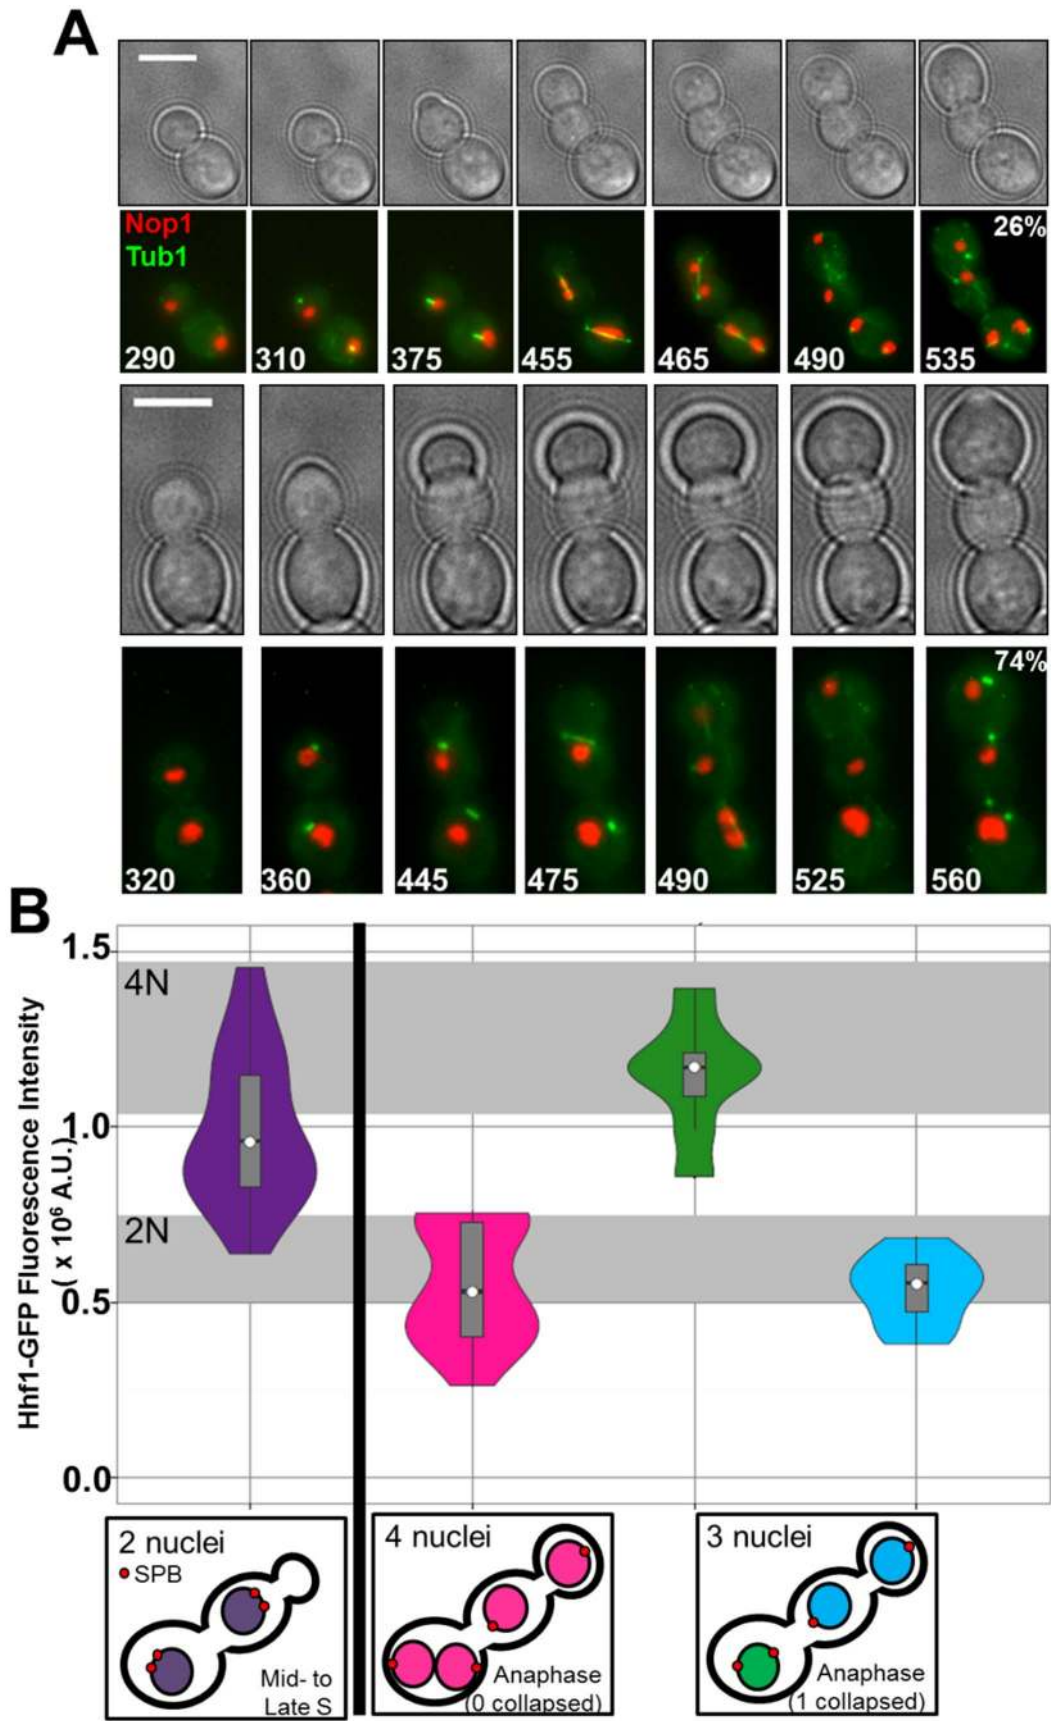 A
Nop1
Tub1
26%
290
310
375
455
465
490
535
74%
320
360
445
475
490
525
560
B
Hhf1-GFP Fluorescence Intensity
( x 10⁶ A.U.)
1.5
1.0
0.5
0.0
4N
2N
2 nuclei
SPB
Mid- to
Late S
4 nuclei
Anaphase
(0 collapsed)
3 nuclei
Anaphase
(1 collapsed)